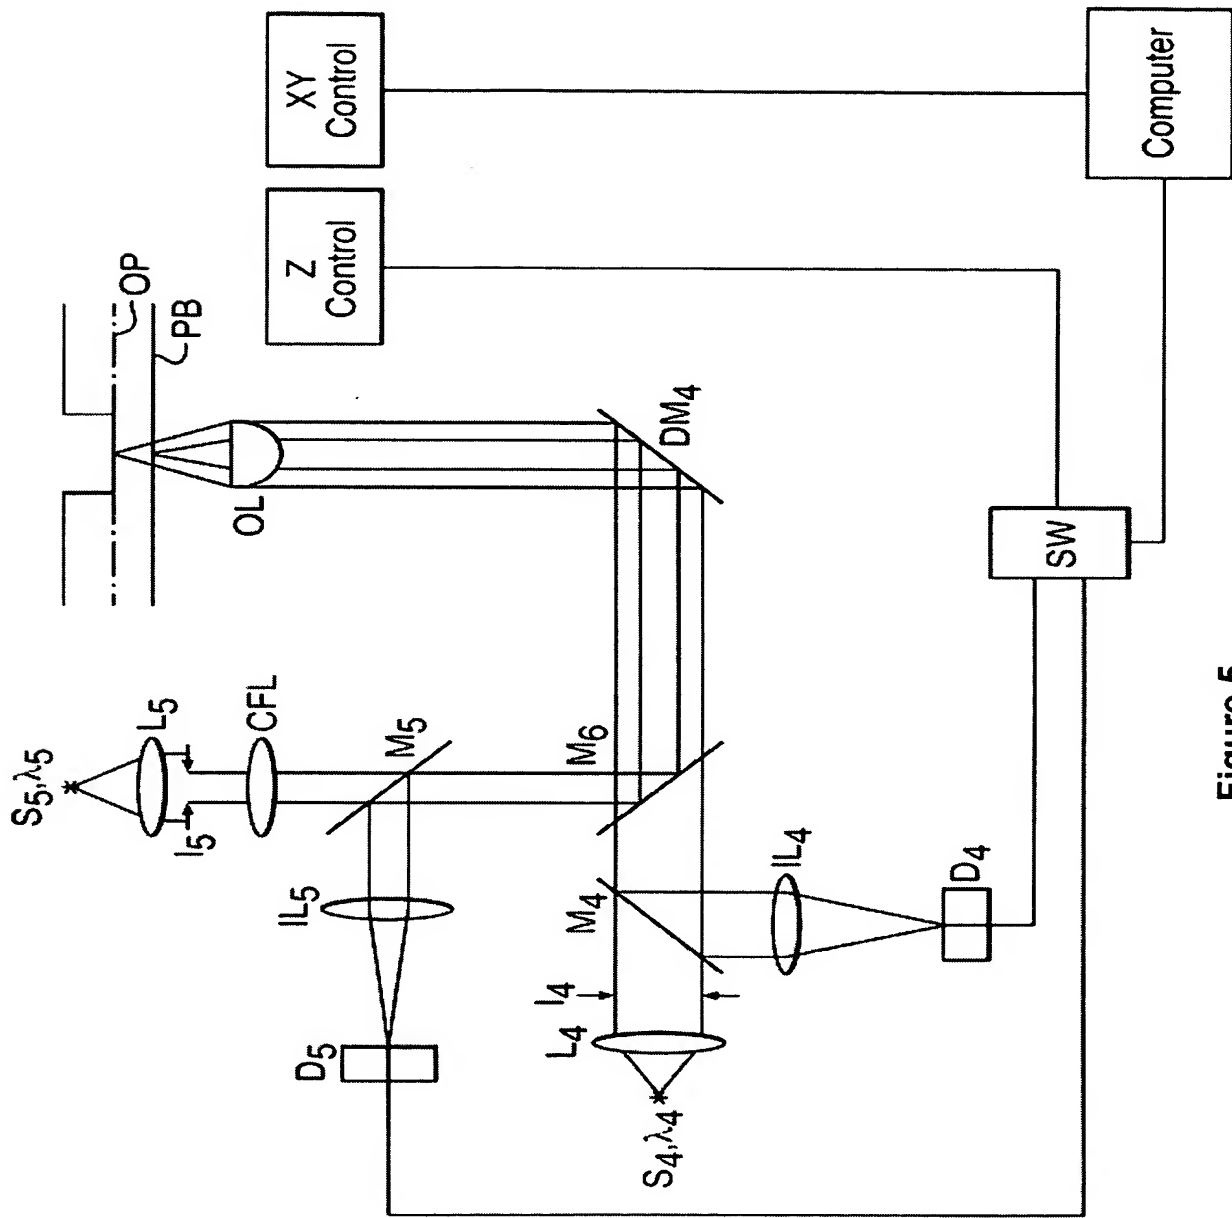 XY
Control
Z
Control
Computer
OP
PB
OL
DM4
S5,λ5
L5
I5
CFL
M5
M6
IL5
D5
M4
IL4
I4
L4
D4
S4,λ4
SW
Figure 5